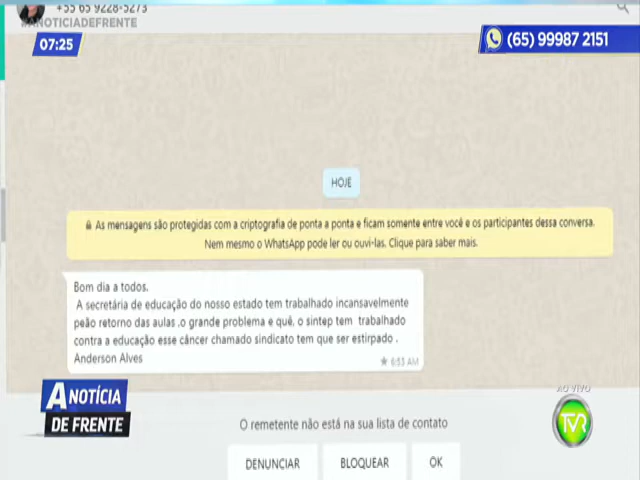 +55 65 9228-5273
#ANOTICIADEFRENTE
07:25
(65) 99987 2151
HOJE
As mensagens são protegidas com a criptografia de ponta a ponta e ficam somente entre você e os participantes dessa conversa.
Nem mesmo o WhatsApp pode ler ou ouvi-las. Clique para saber mais.
Bom dia a todos.
A secretária de educação do nosso estado tem trabalhado incansavelmente
peão retorno das aulas .o grande problema e quê, o sintep tem trabalhado
contra a educação esse câncer chamado sindicato tem que ser estirpado .
Anderson Alves
6:53 AM
A NOTÍCIA
DE FRENTE
AO VIVO
TVR
O remetente não está na sua lista de contato
DENUNCIAR
BLOQUEAR
OK